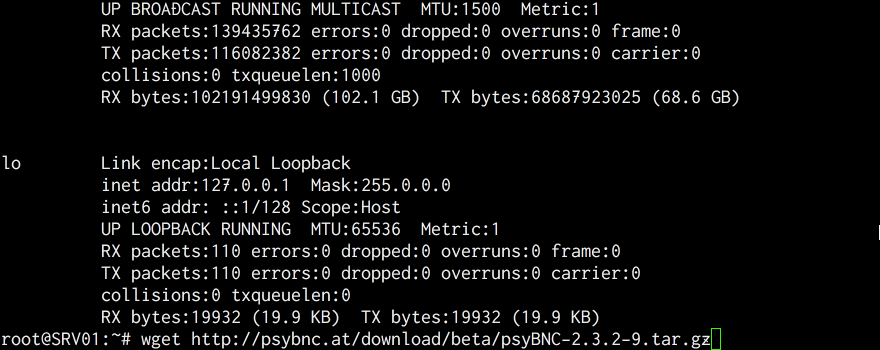 UP BROADCAST RUNNING MULTICAST  MTU:1500  Metric:1
RX packets:139435762 errors:0 dropped:0 overruns:0 frame:0
TX packets:116082382 errors:0 dropped:0 overruns:0 carrier:0
collisions:0 txqueuelen:1000
RX bytes:102191499830 (102.1 GB)  TX bytes:68687923025 (68.6 GB)
lo        Link encap:Local Loopback
inet addr:127.0.0.1  Mask:255.0.0.0
inet6 addr: ::1/128 Scope:Host
UP LOOPBACK RUNNING  MTU:65536  Metric:1
RX packets:110 errors:0 dropped:0 overruns:0 frame:0
TX packets:110 errors:0 dropped:0 overruns:0 carrier:0
collisions:0 txqueuelen:0
RX bytes:19932 (19.9 KB)  TX bytes:19932 (19.9 KB)
root@SRV01:~# wget http://psybnc.at/download/beta/psyBNC-2.3.2-9.tar.gz